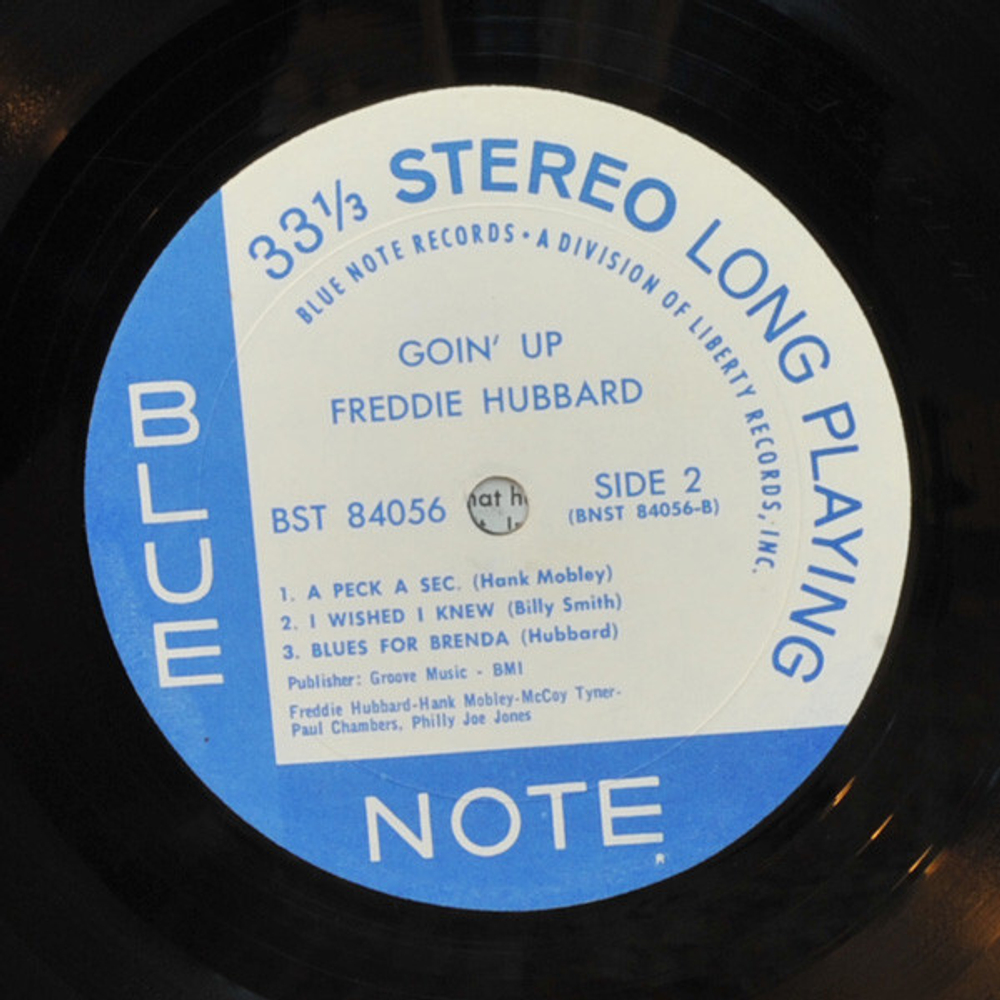 33⅓ STEREO LONG PLAYING
BLUE NOTE RECORDS • A DIVISION OF LIBERTY RECORDS, INC.
GOIN' UP
FREDDIE HUBBARD
BST 84056
SIDE 2
(BNST 84056-B)
1. A PECK A SEC. (Hank Mobley)
2. I WISHED I KNEW (Billy Smith)
3. BLUES FOR BRENDA (Hubbard)
Publisher: Groove Music - BMI
Freddie Hubbard-Hank Mobley-McCoy Tyner-
Paul Chambers, Philly Joe Jones
BLUE
NOTE